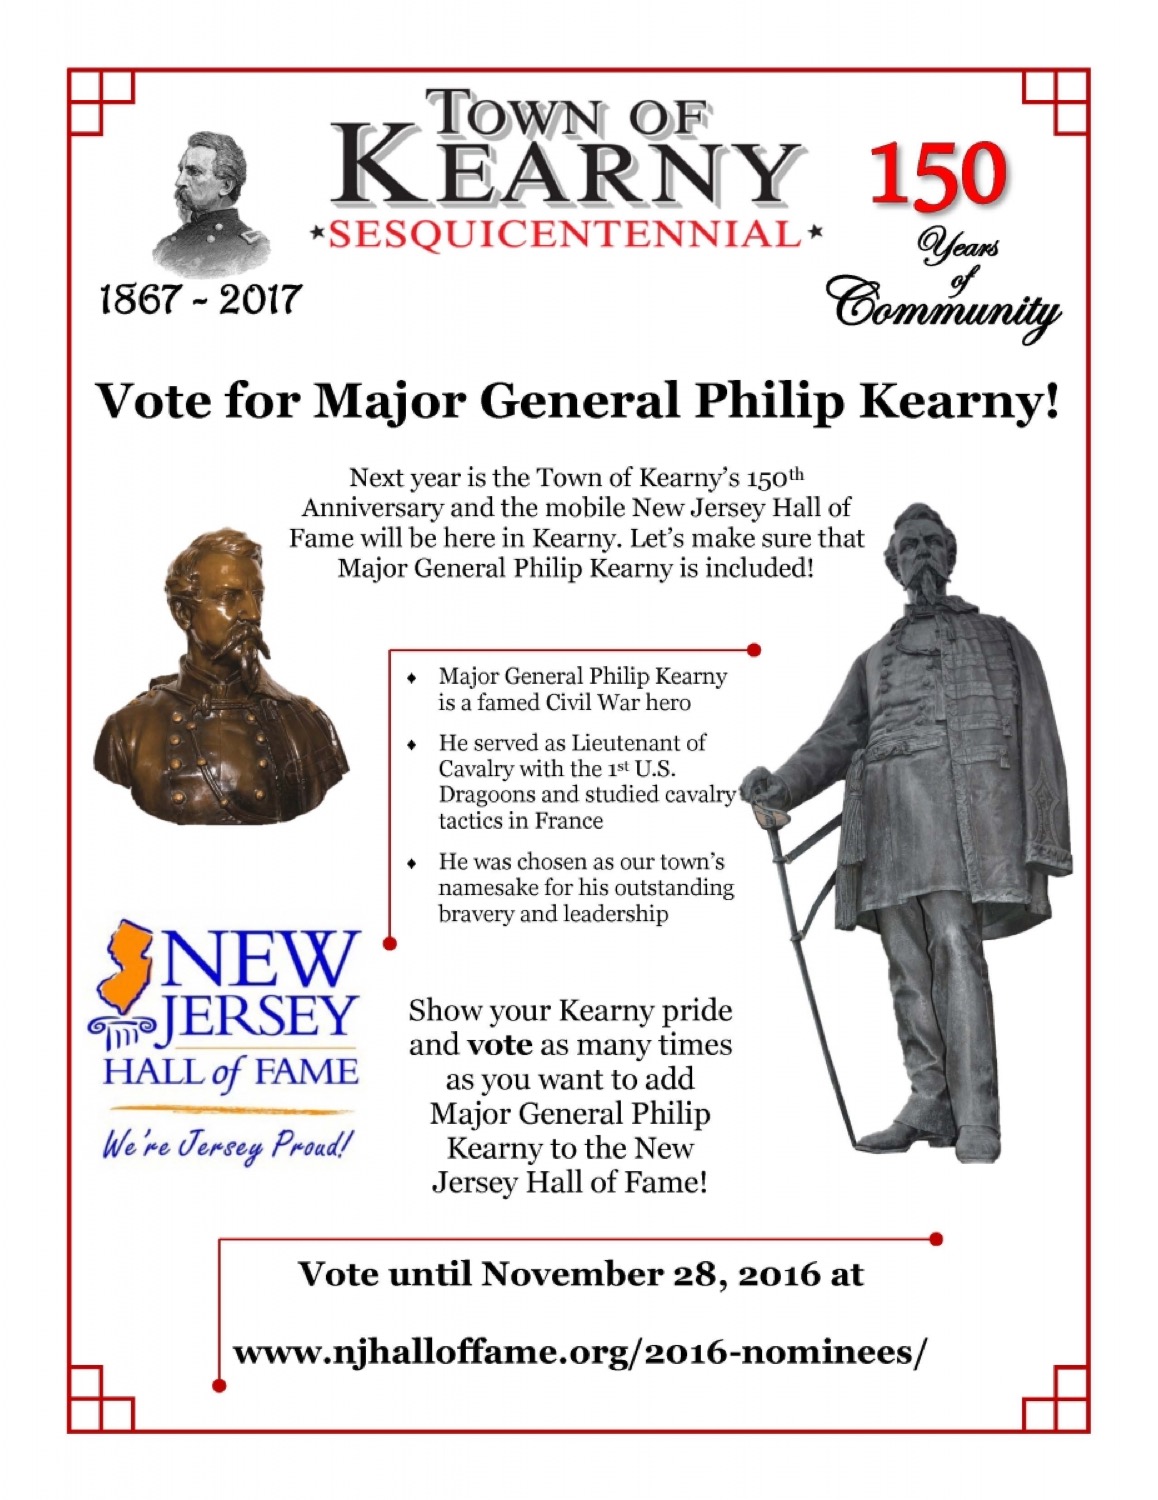 TOWN OF
KEARNY
SESQUICENTENNIAL
1867 ~ 2017
150
Years
of
Community
Vote for Major General Philip Kearny!
Next year is the Town of Kearny's 150th
Anniversary and the mobile New Jersey Hall of
Fame will be here in Kearny. Let's make sure that
Major General Philip Kearny is included!
♦ Major General Philip Kearny
is a famed Civil War hero
♦ He served as Lieutenant of
Cavalry with the 1st U.S.
Dragoons and studied cavalry
tactics in France
♦ He was chosen as our town's
namesake for his outstanding
bravery and leadership
NEW
JERSEY
HALL of FAME
We're Jersey Proud!
Show your Kearny pride
and vote as many times
as you want to add
Major General Philip
Kearny to the New
Jersey Hall of Fame!
Vote until November 28, 2016 at
www.njhalloffame.org/2016-nominees/